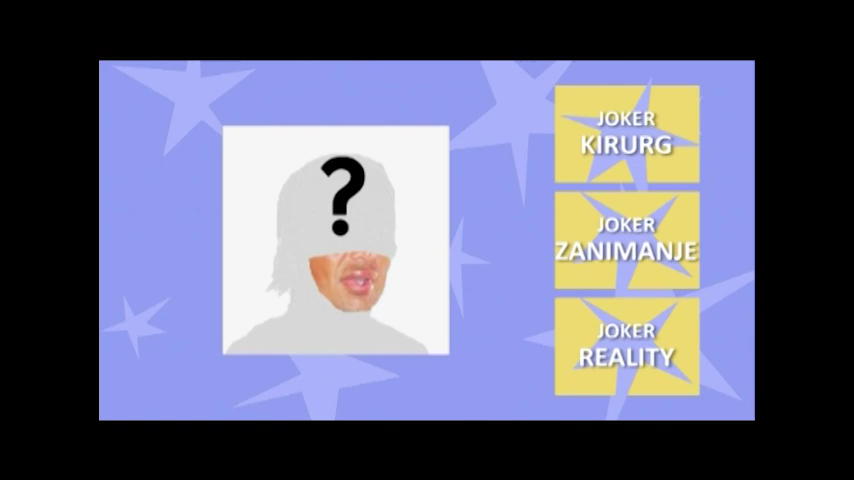 ?
JOKER
KIRURG
JOKER
ZANIMANJE
JOKER
REALITY